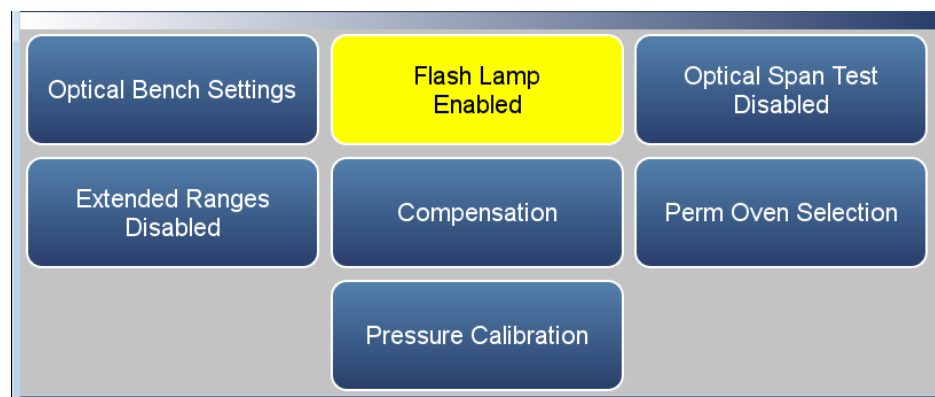 Optical Bench Settings
Flash Lamp
Enabled
Optical Span Test
Disabled
Extended Ranges
Disabled
Compensation
Perm Oven Selection
Pressure Calibration